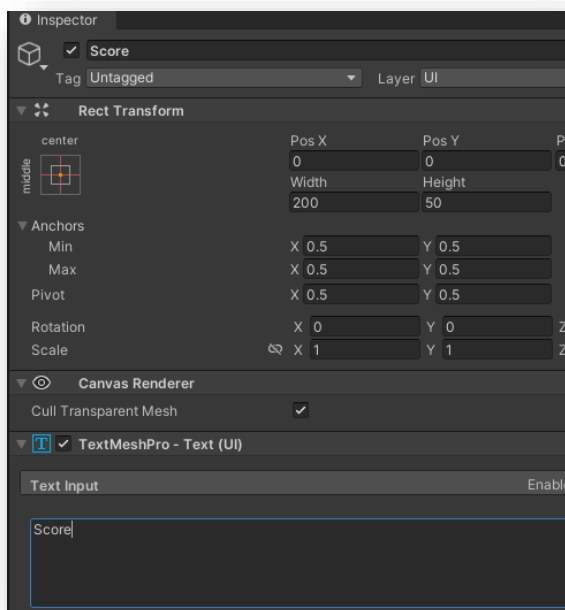 Inspector
Score
Tag Untagged Layer UI
Rect Transform
center Pos X Pos Y P
middle 0 0 0
Width Height
200 50
Anchors
Min X 0.5 Y 0.5
Max X 0.5 Y 0.5
Pivot X 0.5 Y 0.5
Rotation X 0 Y 0 Z
Scale X 1 Y 1 Z
Canvas Renderer
Cull Transparent Mesh
T TextMeshPro - Text (UI)
Text Input Enable
Score